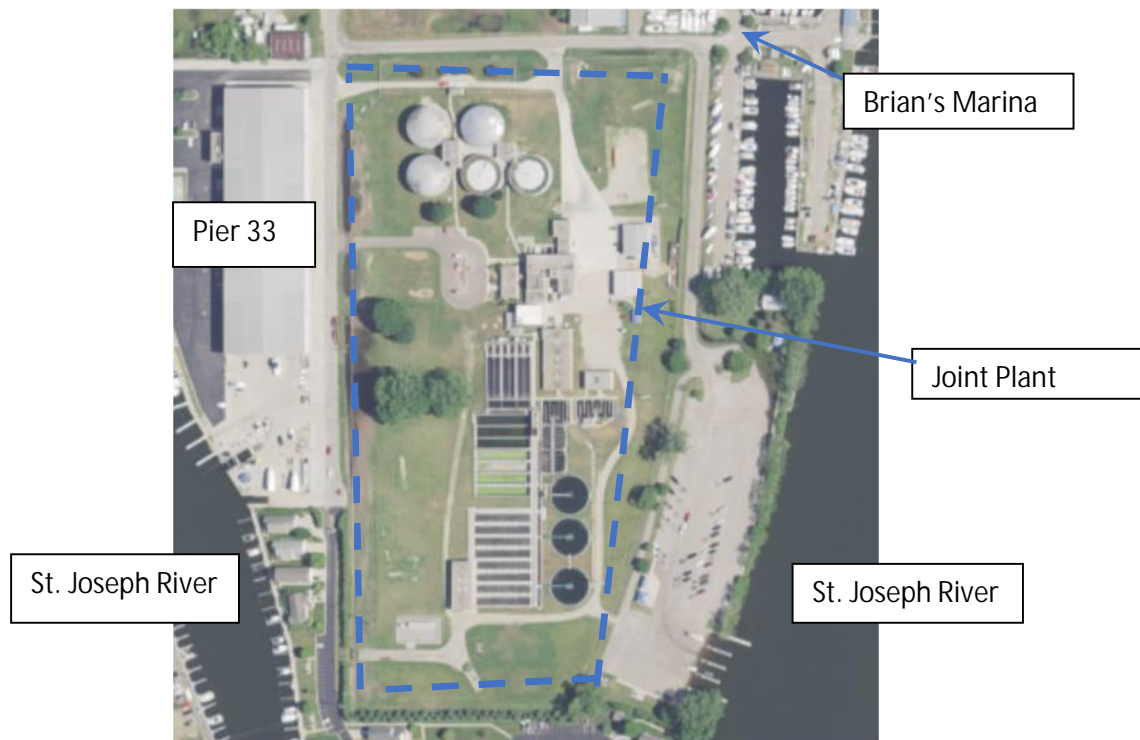 Brian's Marina
Pier 33
Joint Plant
St. Joseph River
St. Joseph River